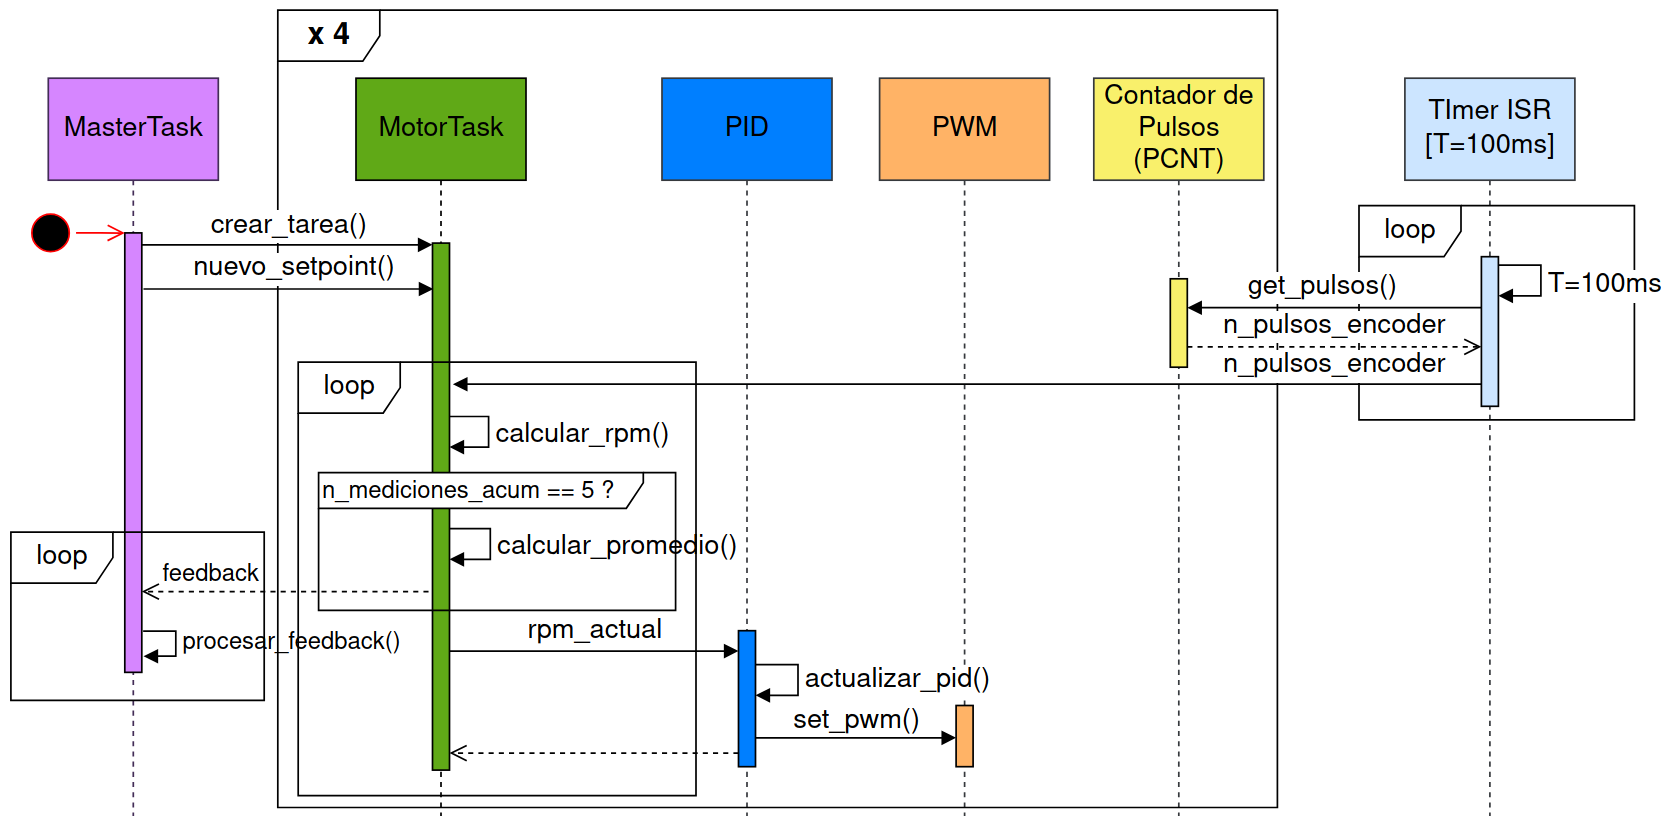 x 4
MasterTask
MotorTask
PID
PWM
Contador de
Pulsos
(PCNT)
TImer ISR
[T=100ms]
crear_tarea()
nuevo_setpoint()
loop
T=100ms
get_pulsos()
n_pulsos_encoder
n_pulsos_encoder
loop
calcular_rpm()
n_mediciones_acum == 5 ?
calcular_promedio()
loop
feedback
procesar_feedback()
rpm_actual
actualizar_pid()
set_pwm()